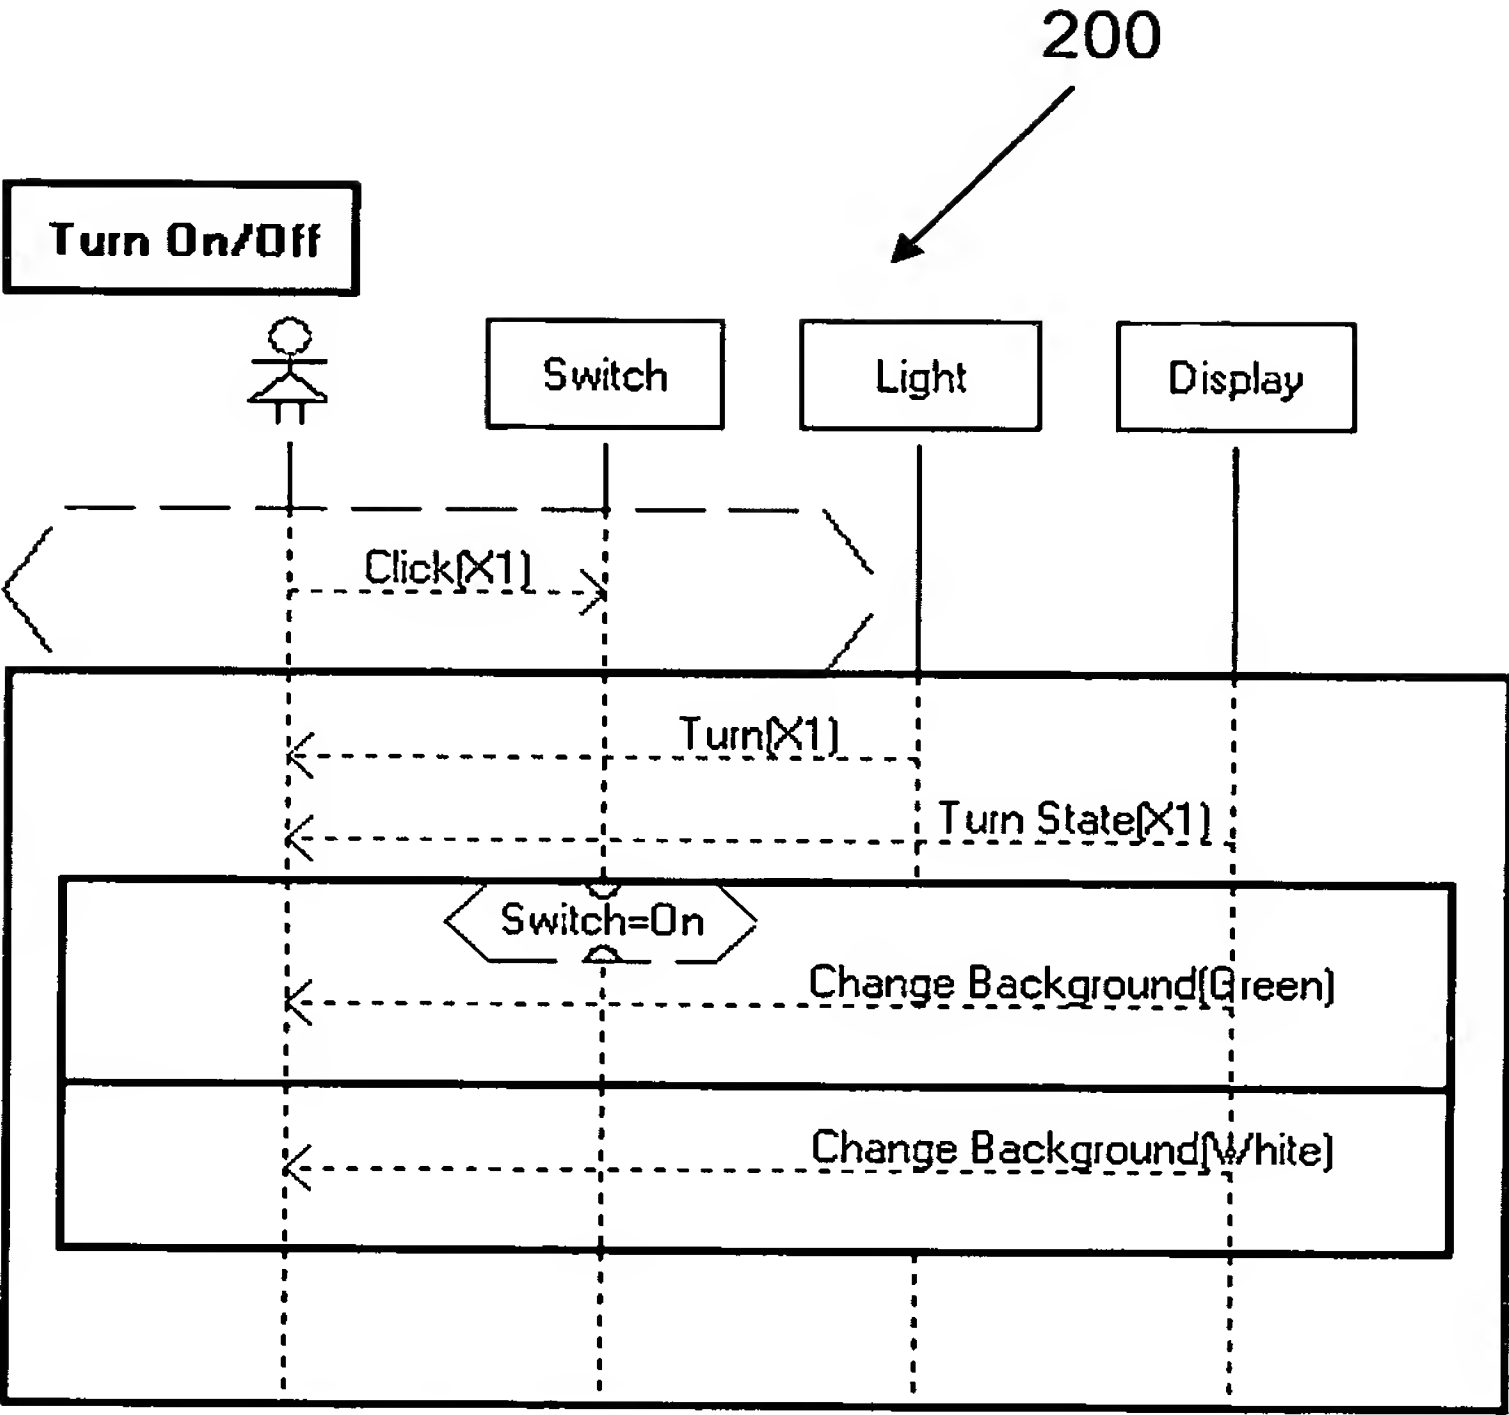 200
Turn On/Off
Switch
Light
Display
Click(X1)
Turn(X1)
Turn State(X1)
Switch=On
Change Background(Green)
Change Background(White)